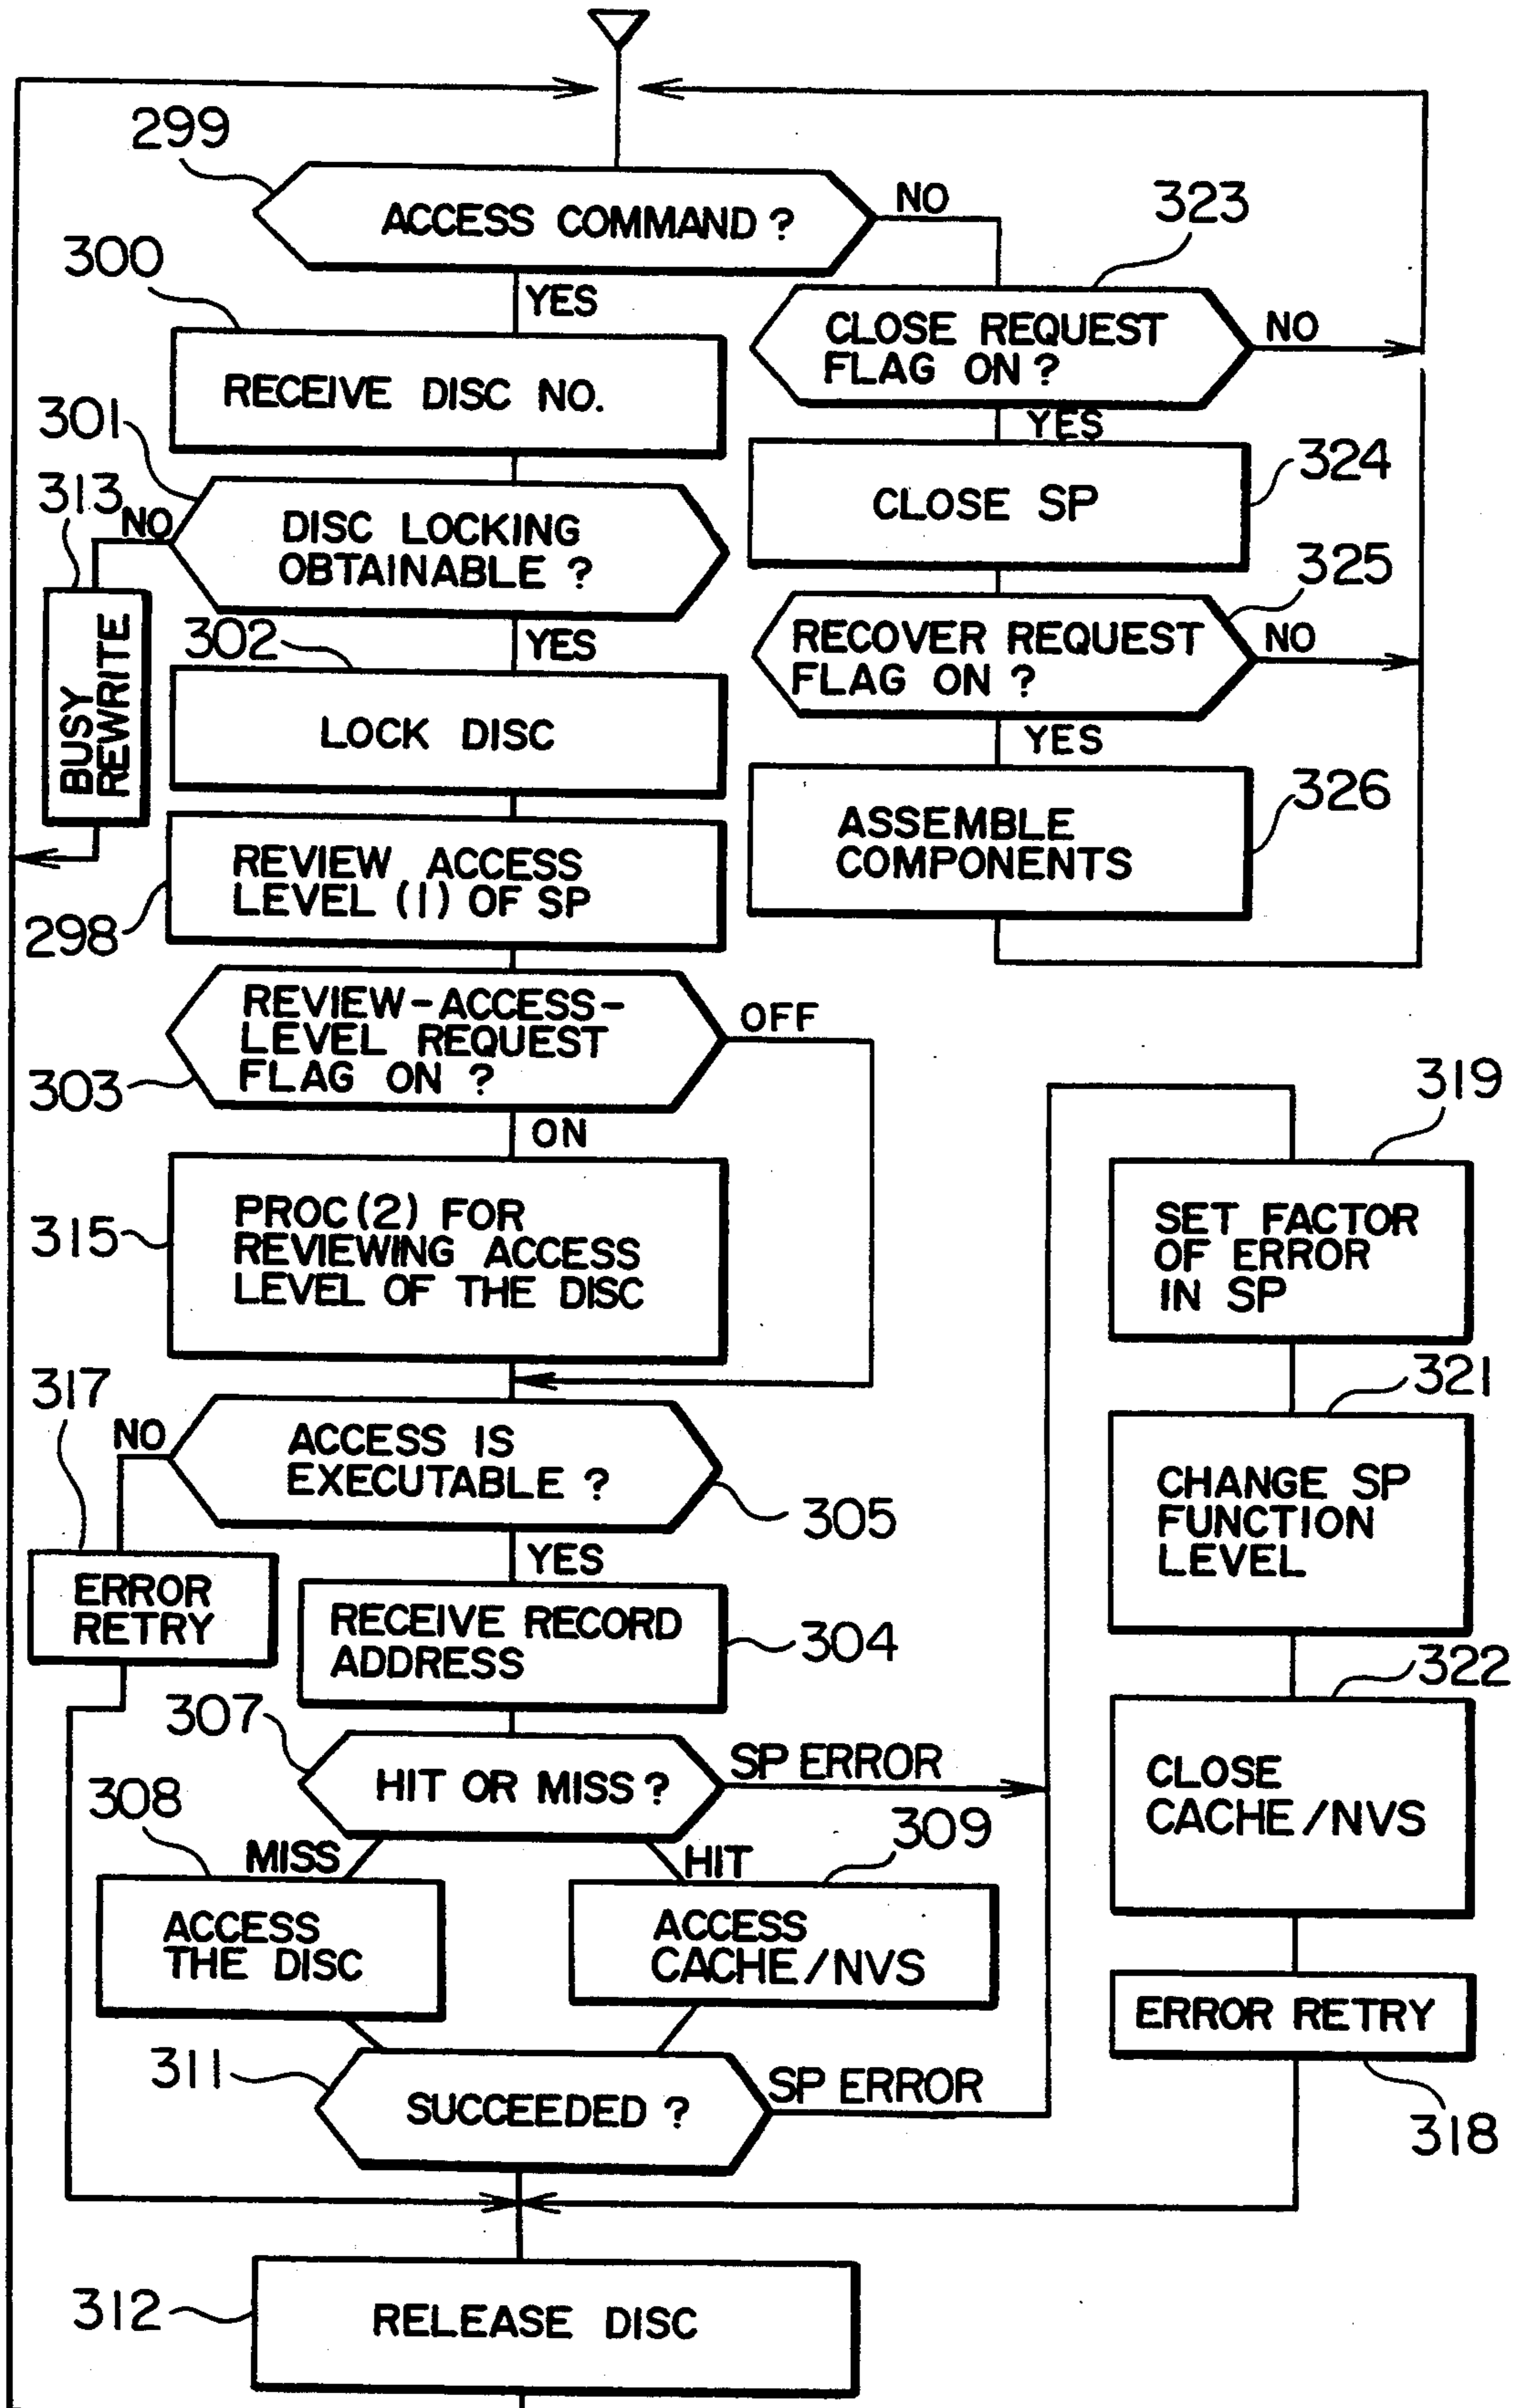 299
ACCESS COMMAND ?
NO
323
300
YES
CLOSE REQUEST
FLAG ON ?
NO
RECEIVE DISC NO.
YES
301
324
CLOSE SP
313
NO
DISC LOCKING
OBTAINABLE ?
325
BUSY
REWRITE
302
YES
RECOVER REQUEST
FLAG ON ?
NO
LOCK DISC
YES
326
ASSEMBLE
COMPONENTS
REVIEW ACCESS
LEVEL (1) OF SP
298
REVIEW-ACCESS-
LEVEL REQUEST
FLAG ON ?
OFF
303
ON
319
315
PROC(2) FOR
REVIEWING ACCESS
LEVEL OF THE DISC
SET FACTOR
OF ERROR
IN SP
317
321
NO
ACCESS IS
EXECUTABLE ?
305
CHANGE SP
FUNCTION
LEVEL
YES
ERROR
RETRY
RECEIVE RECORD
ADDRESS
304
322
307
HIT OR MISS ?
SP ERROR
CLOSE
CACHE/NVS
308
309
MISS
HIT
ACCESS
THE DISC
ACCESS
CACHE/NVS
ERROR RETRY
311
SUCCEEDED ?
SP ERROR
318
312
RELEASE DISC